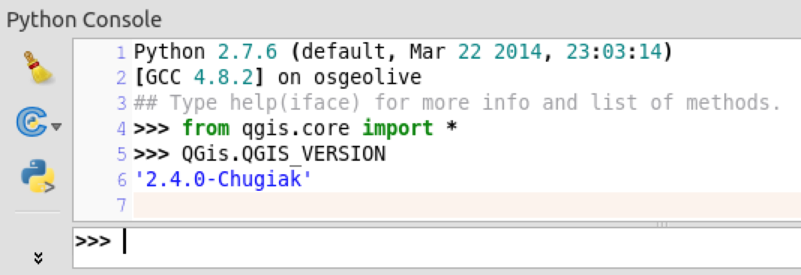 Python Console
1 Python 2.7.6 (default, Mar 22 2014, 23:03:14)
2 [GCC 4.8.2] on osgeolive
3 ## Type help(iface) for more info and list of methods.
4 >>> from qgis.core import *
5 >>> QGis.QGIS_VERSION
6 '2.4.0-Chugiak'
7
>>>